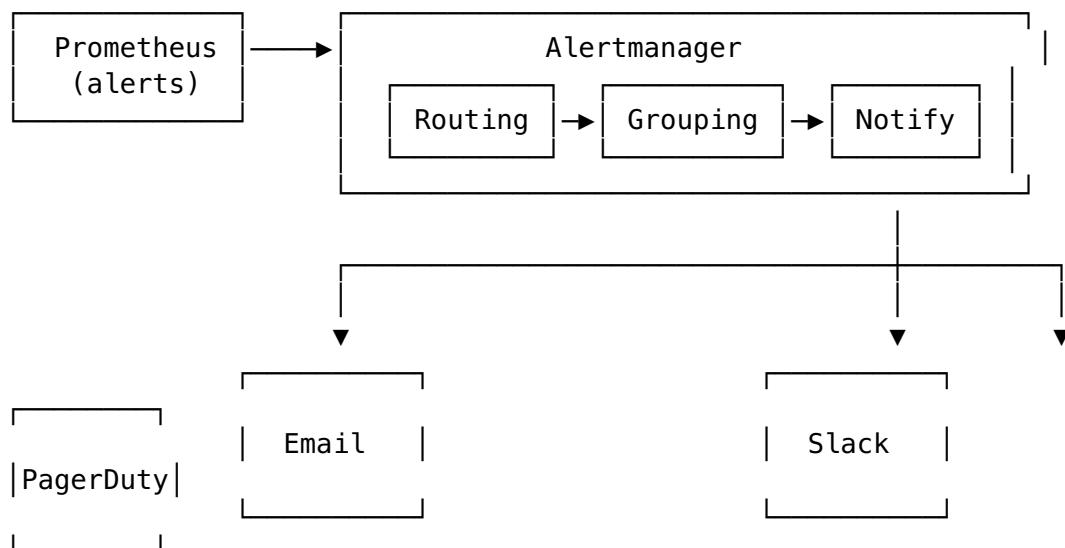 Prometheus
(alerts)
Alertmanager
Routing
Grouping
Notify
Email
Slack
PagerDuty